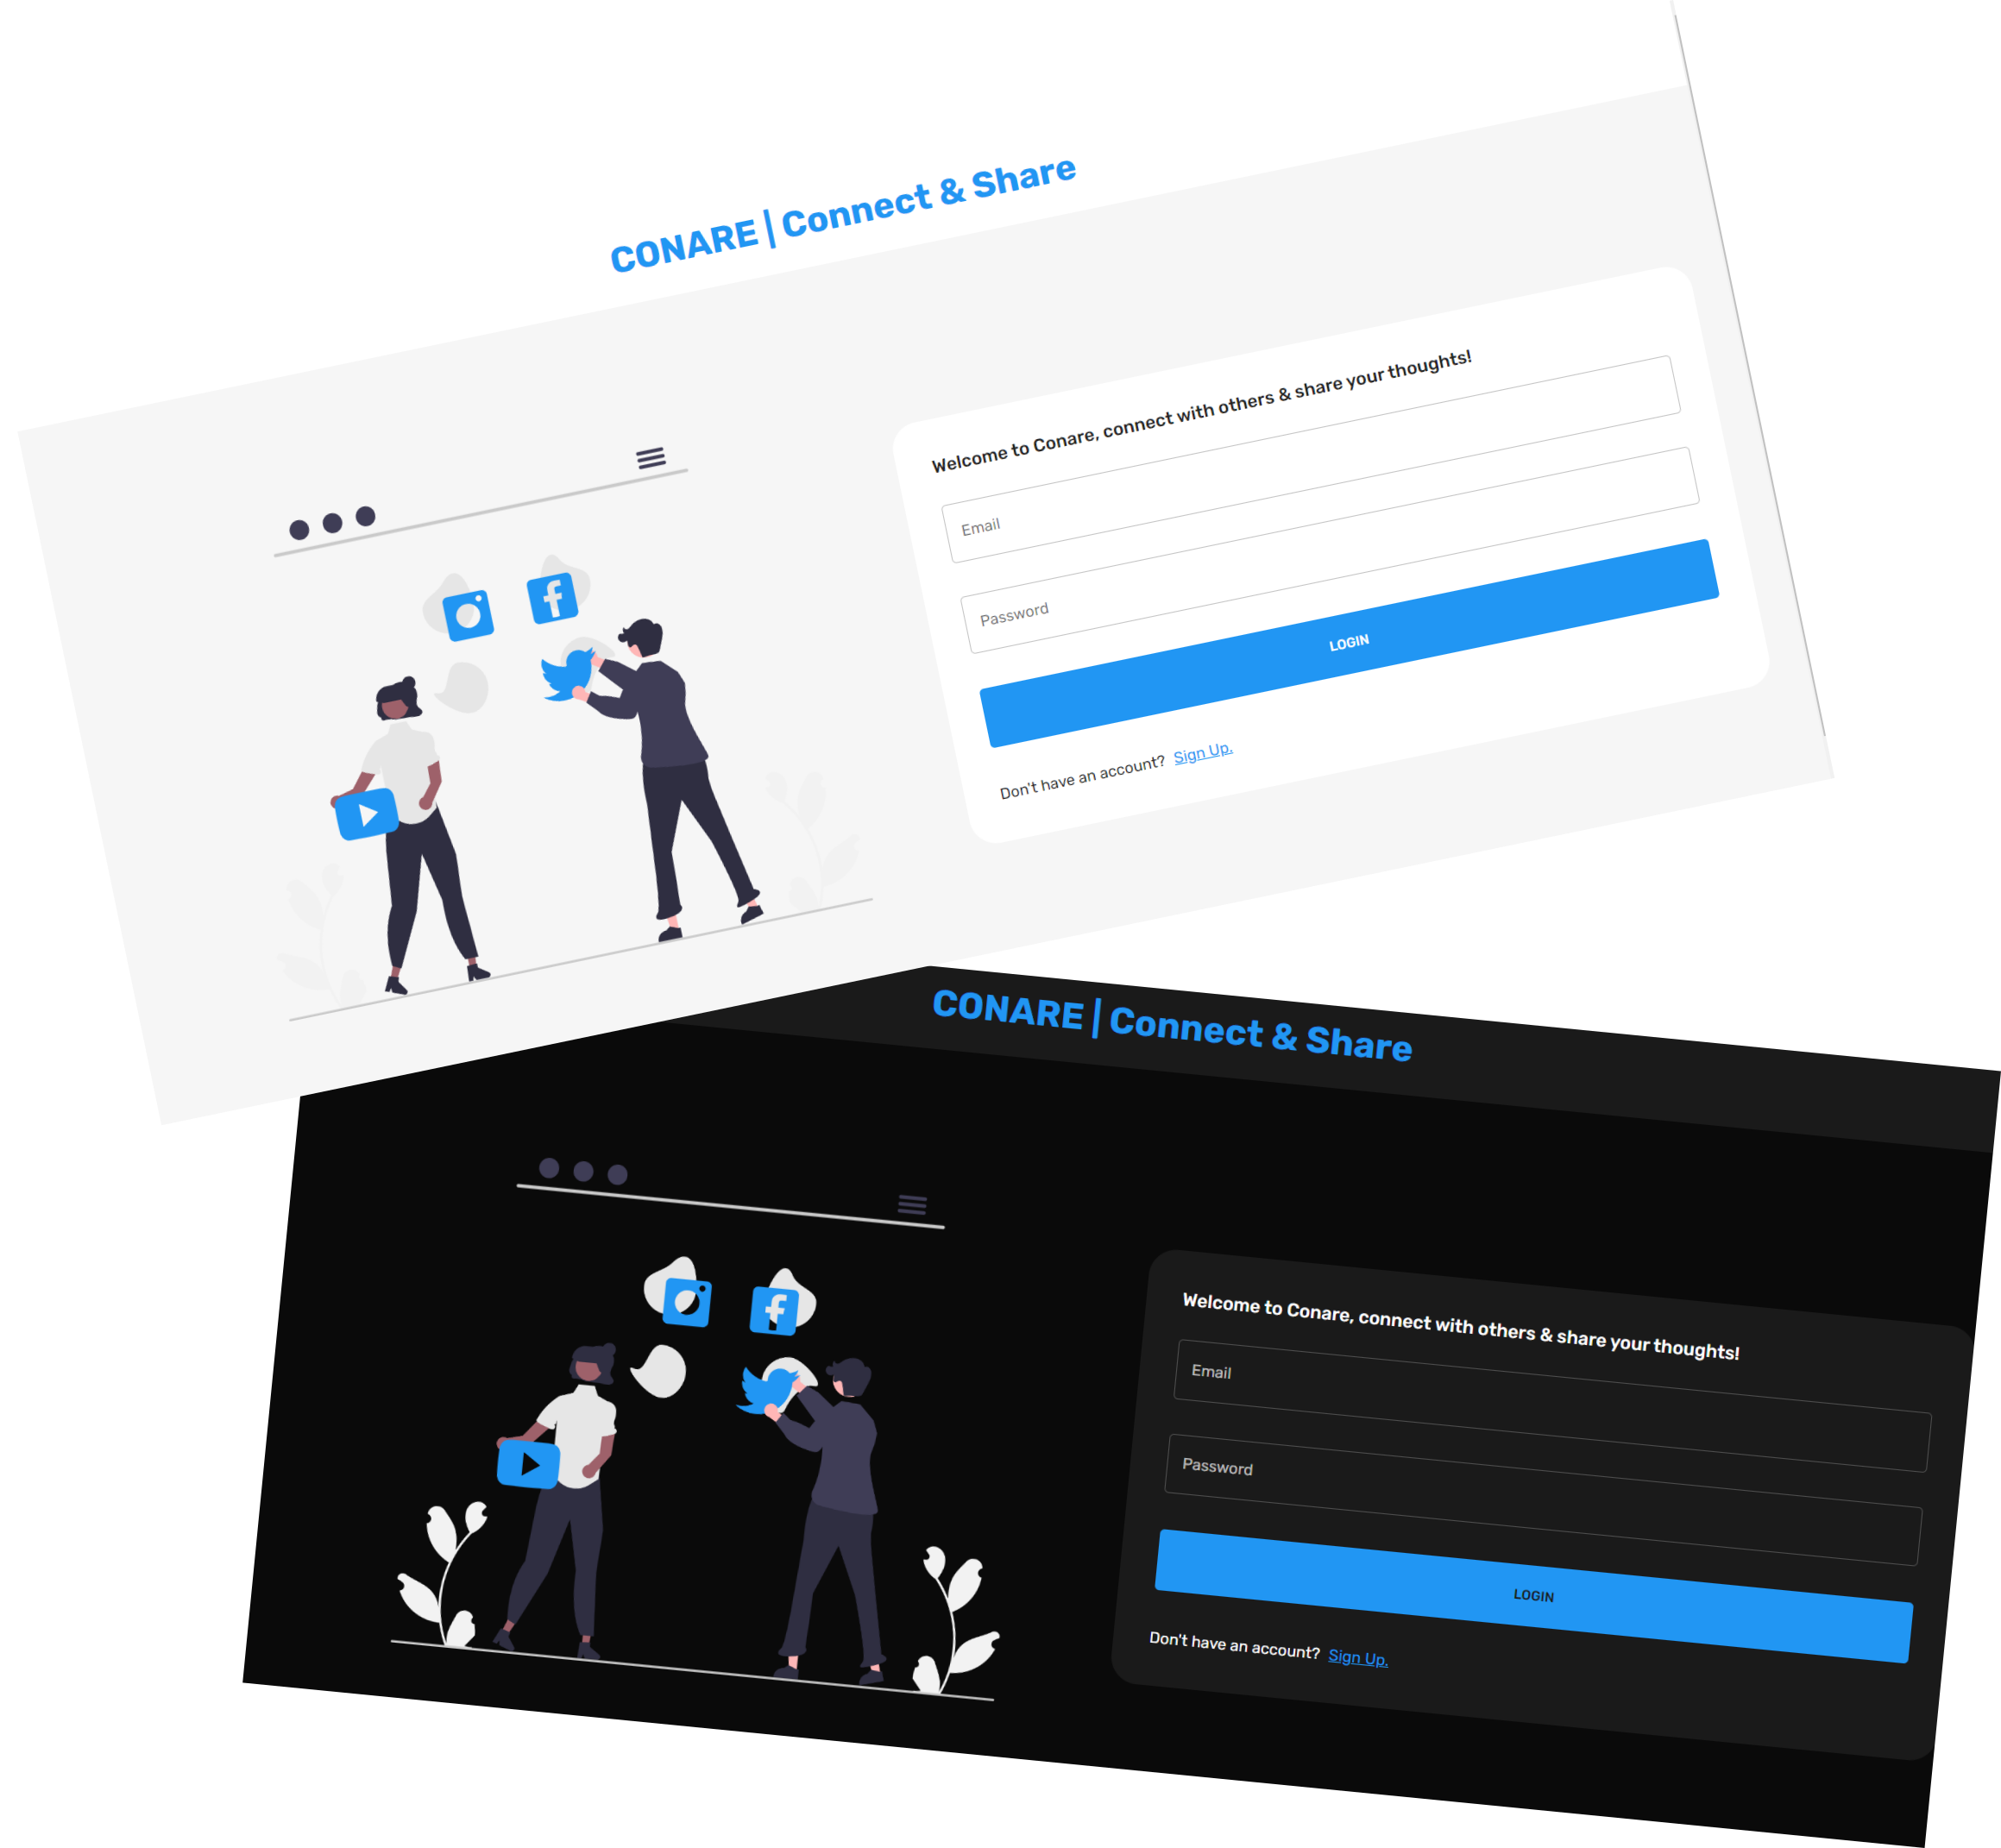 CONARE | Connect & Share
Welcome to Conare, connect with others & share your thoughts!
Email
Password
LOGIN
Don't have an account? Sign Up.
CONARE | Connect & Share
Welcome to Conare, connect with others & share your thoughts!
Email
Password
LOGIN
Don't have an account? Sign Up.